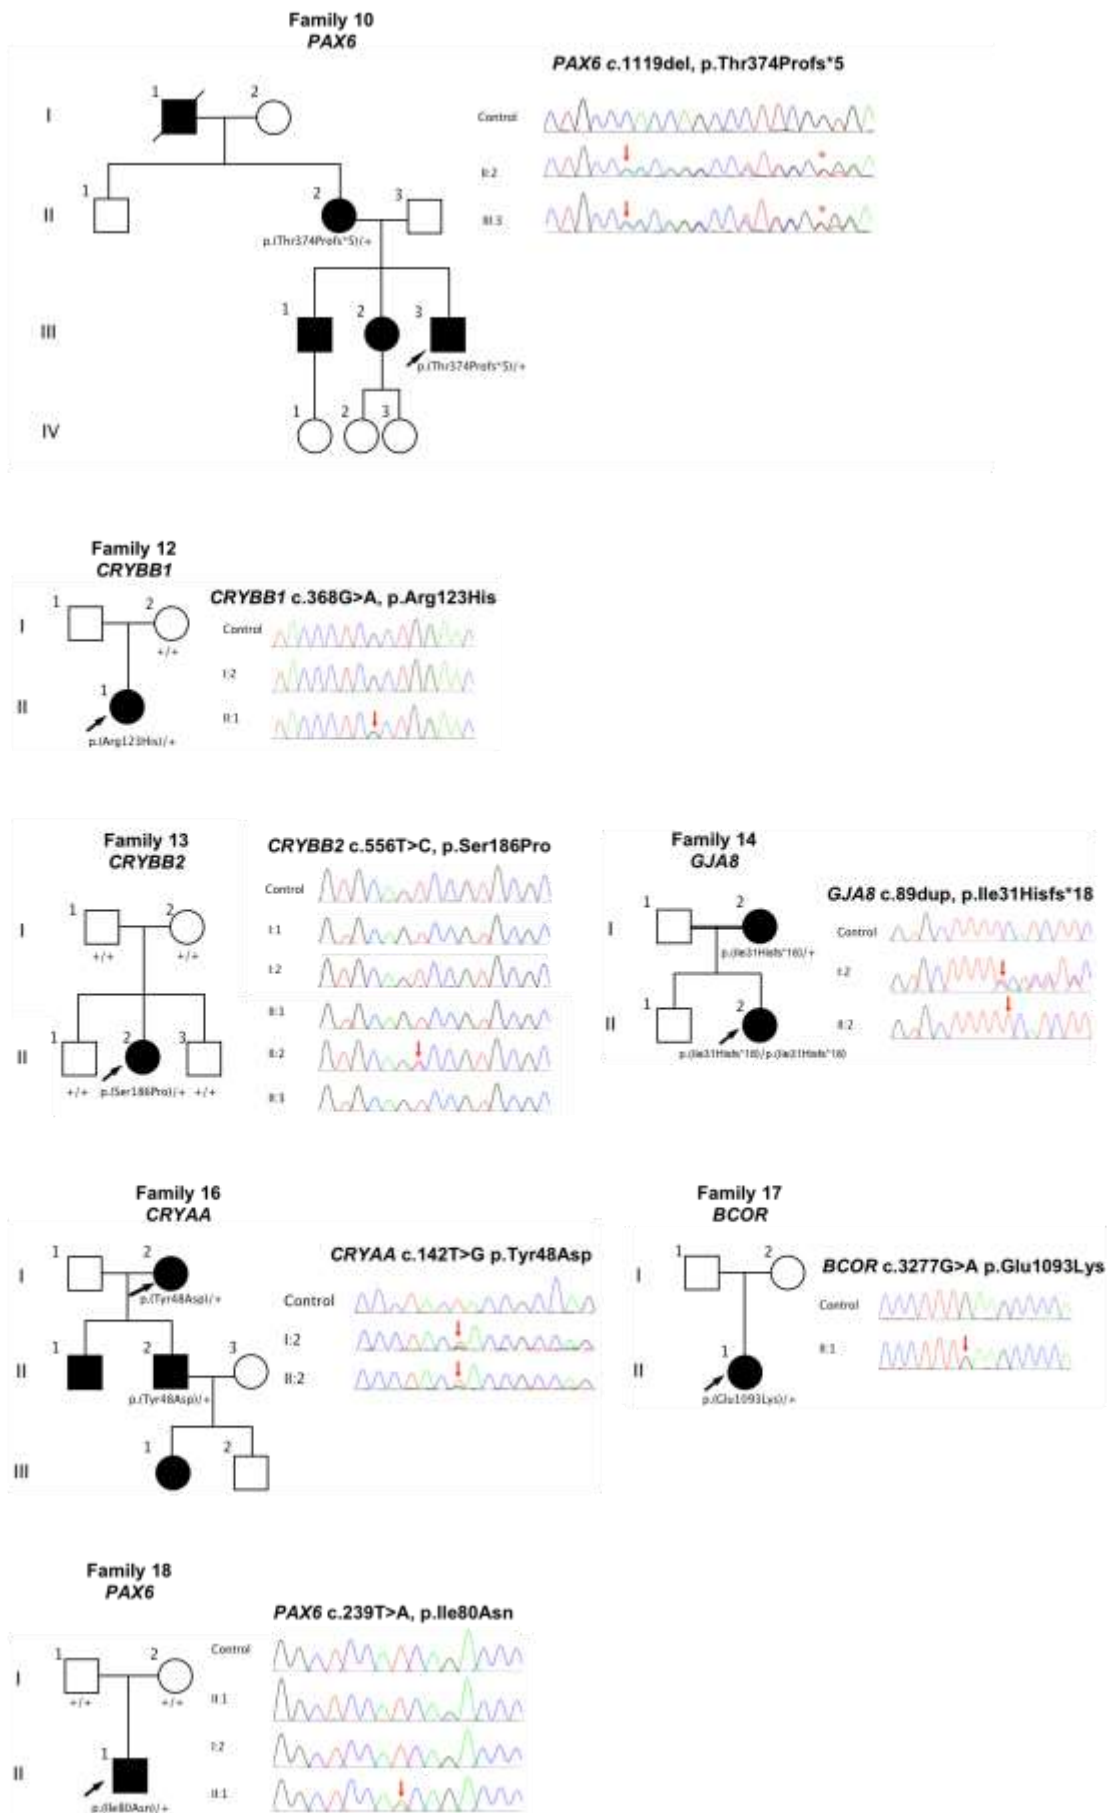 Family 10
PAX6
PAX6 c.1119del, p.Thr374Profs*5
I
1
2
Control
II:2
III:3
II
1
2
3
p.(Thr374Profs*5)/+
III
1
2
3
p.(Thr374Profs*5)/+
IV
1
2
3
Family 12
CRYBB1
CRYBB1 c.368G>A, p.Arg123His
I
1
2
+/+
Control
I:2
II:1
II
1
p.(Arg123His)/+
Family 13
CRYBB2
CRYBB2 c.556T>C, p.Ser186Pro
I
1
2
+/+
+/+
Control
I:1
I:2
II:1
II:2
II:3
II
1
2
3
+/+
p.(Ser186Pro)/+
+/+
Family 14
GJA8
GJA8 c.89dup, p.Ile31Hisfs*18
I
1
2
p.(Ile31Hisfs*18)/+
Control
I:2
II:2
II
1
2
p.(Ile31Hisfs*18)/p.(Ile31Hisfs*18)
Family 16
CRYAA
CRYAA c.142T>G p.Tyr48Asp
I
1
2
p.(Tyr48Asp)/+
Control
I:2
II:2
II
1
2
3
p.(Tyr48Asp)/+
III
1
2
Family 17
BCOR
BCOR c.3277G>A p.Glu1093Lys
I
1
2
Control
II:1
II
1
p.(Glu1093Lys)/+
Family 18
PAX6
PAX6 c.239T>A, p.Ile80Asn
I
1
2
+/+
+/+
Control
II:1
I:2
II:1
II
1
p.(Ile80Asn)/+